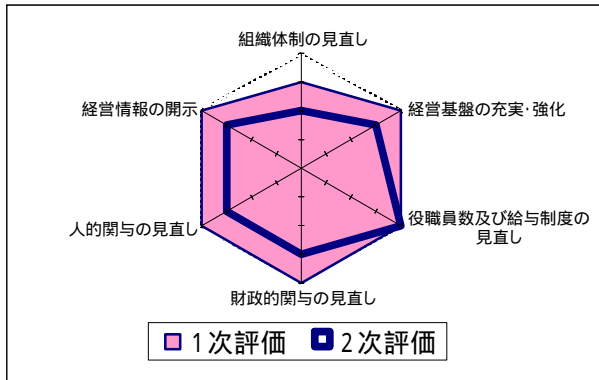 組織体制の見直し
経営情報の開示
経営基盤の充実・強化
人的関与の見直し
役職員数及び給与制度の
見直し
財政的関与の見直し
1次評価 2次評価